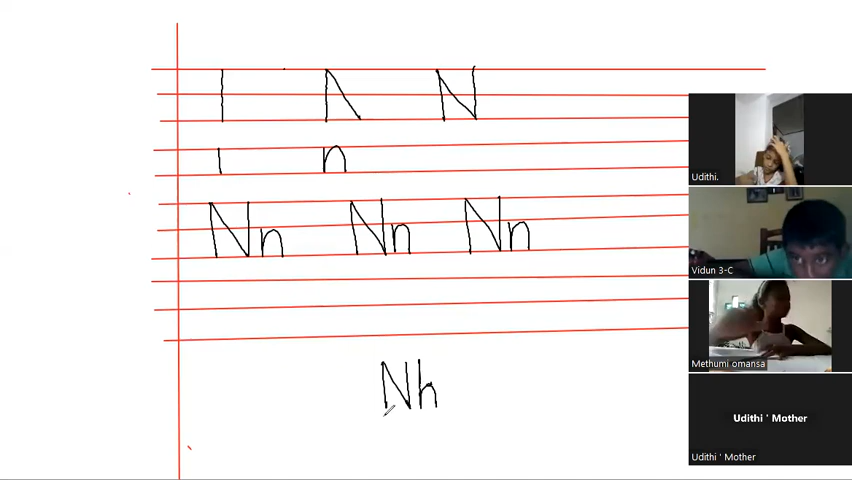 I Λ N
ı n
Nn Nn Nn
Nh
Udithi.
Vidun 3-C
Methumi omansa
Udithi ' Mother
Udithi ' Mother